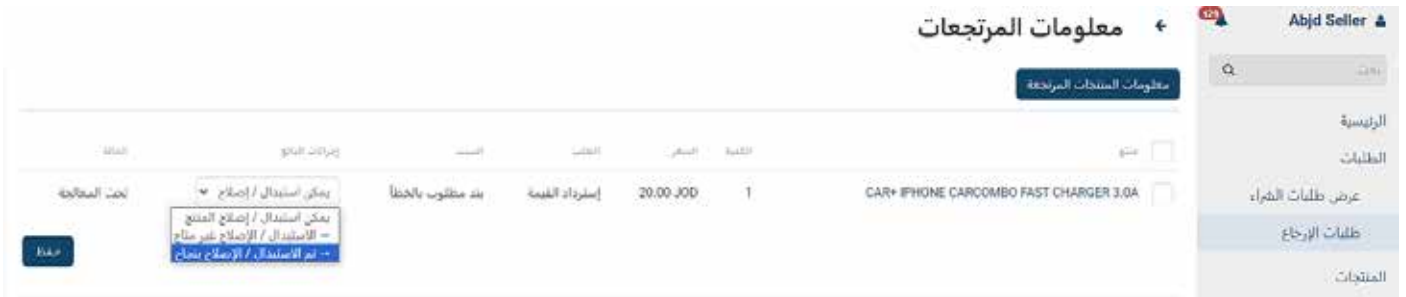 Abjd Seller
129
معلومات المرتجعات
معلومات المنتجات المرتجعة
بحث
الرئيسية
الطلبات
عرض طلبات الشراء
طلبات الإرجاع
المنتجات
منتج
الكمية
السعر
الطلب
السبب
إجراءات البائع
الحالة
CAR+ IPHONE CARCOMBO FAST CHARGER 3.0A
1
20.00 JOD
إسترداد القيمة
بند مطلوب بالخطأ
يمكن استبدال / إصلاح
تحت المعالجة
يمكن استبدال / إصلاح المنتج
-- الاستبدال / الإصلاح غير متاح
-- تم الاستبدال / الإصلاح بنجاح
حفظ